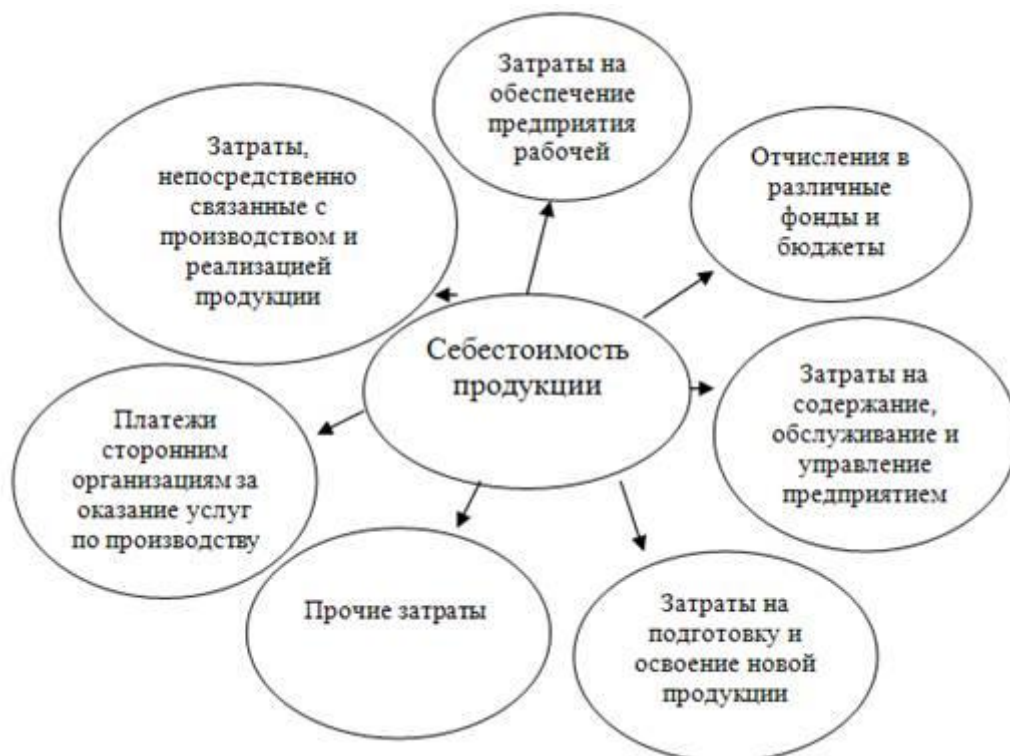 Затраты на
обеспечение
предприятия
рабочей
Затраты,
непосредственно
связанные с
производством и
реализацией
продукции
Отчисления в
различные
фонды и
бюджеты
Себестоимость
продукции
Затраты на
содержание,
обслуживание и
управление
предприятием
Платежи
сторонним
организациям за
оказание услуг
по производству
Прочие затраты
Затраты на
подготовку и
освоение новой
продукции